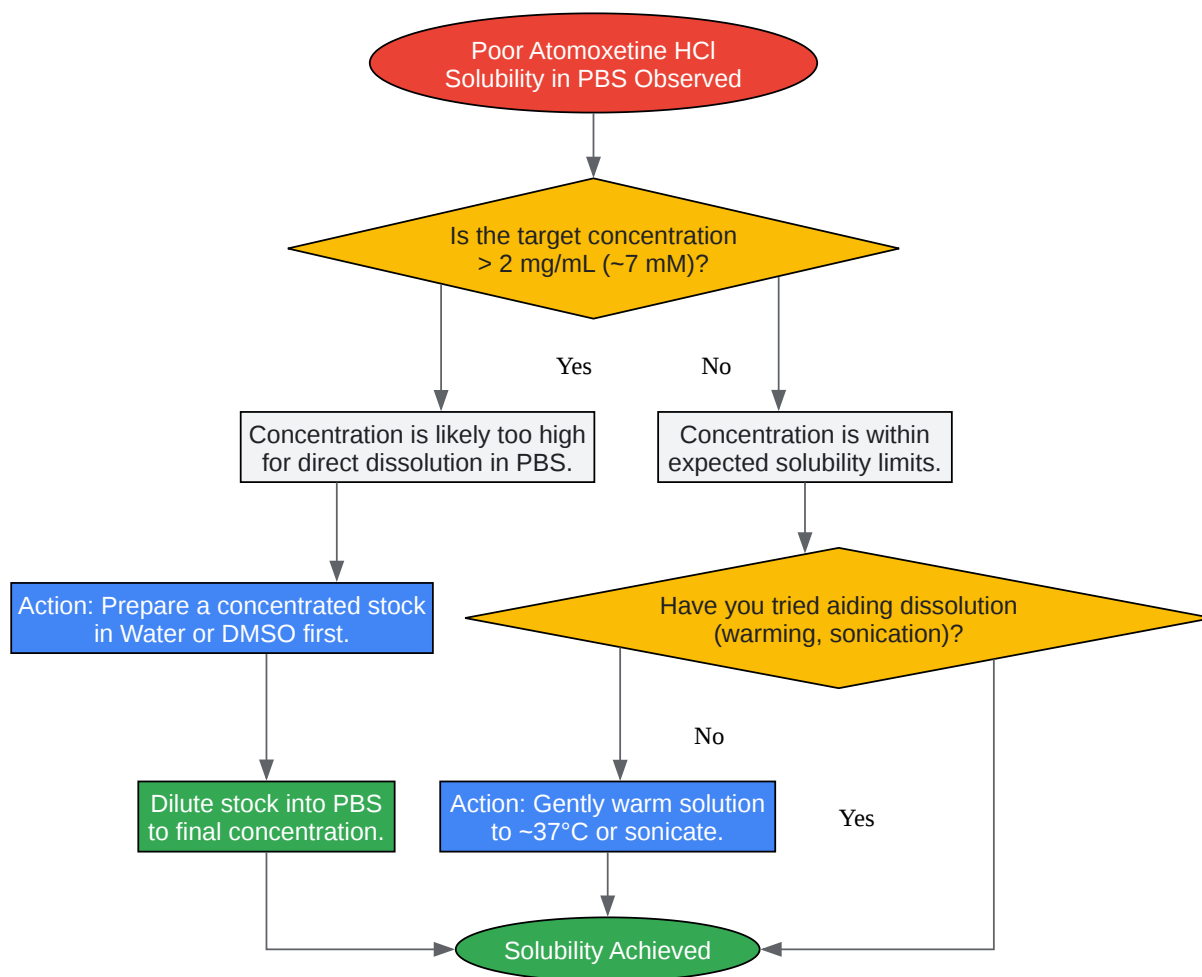 Poor Atomoxetine HCl
Solubility in PBS Observed
Is the target concentration
> 2 mg/mL (~7 mM)?
Yes
No
Concentration is likely too high
for direct dissolution in PBS.
Concentration is within
expected solubility limits.
Action: Prepare a concentrated stock
in Water or DMSO first.
Have you tried aiding dissolution
(warming, sonication)?
No
Yes
Dilute stock into PBS
to final concentration.
Action: Gently warm solution
to ~37°C or sonicate.
Solubility Achieved